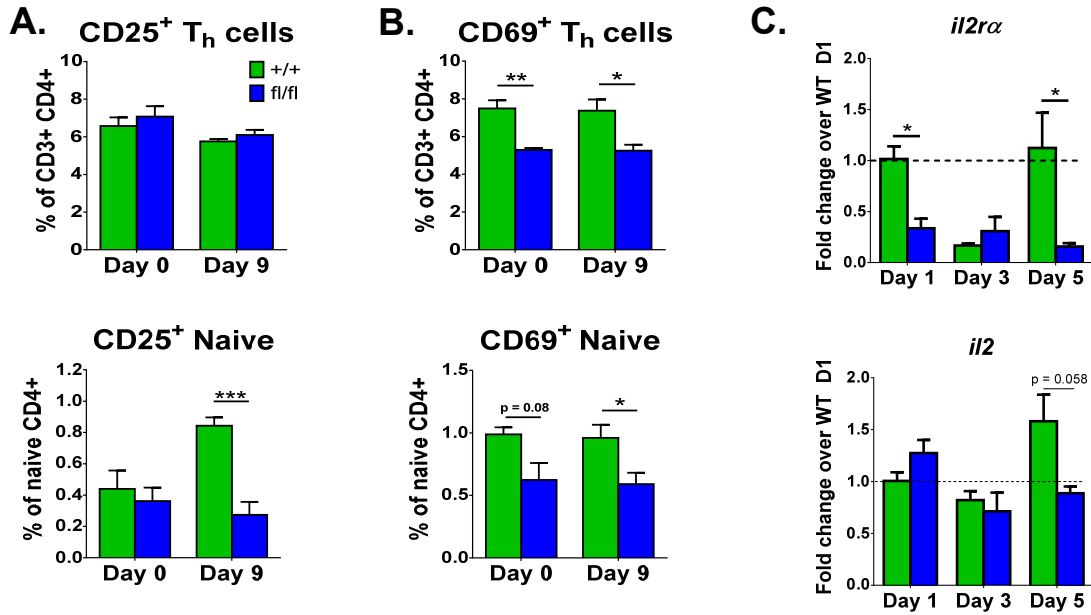 A.
CD25+ Th cells
% of CD3+ CD4+
10
8
6
4
2
0
+/+
fl/fl
Day 0 Day 9
B.
CD69+ Th cells
% of CD3+ CD4+
10
8
6
4
2
0
** *
Day 0 Day 9
C.
il2rα
Fold change over WT D1
2.0
1.5
1.0
0.5
0.0
* *
Day 1 Day 3 Day 5
CD25+ Naive
% of naive CD4+
1.2
1.0
0.8
0.6
0.4
0.2
0.0
***
Day 0 Day 9
CD69+ Naive
% of naive CD4+
1.5
1.0
0.5
0.0
p = 0.08 *
Day 0 Day 9
il2
Fold change over WT D1
2.0
1.5
1.0
0.5
0.0
p = 0.058
Day 1 Day 3 Day 5